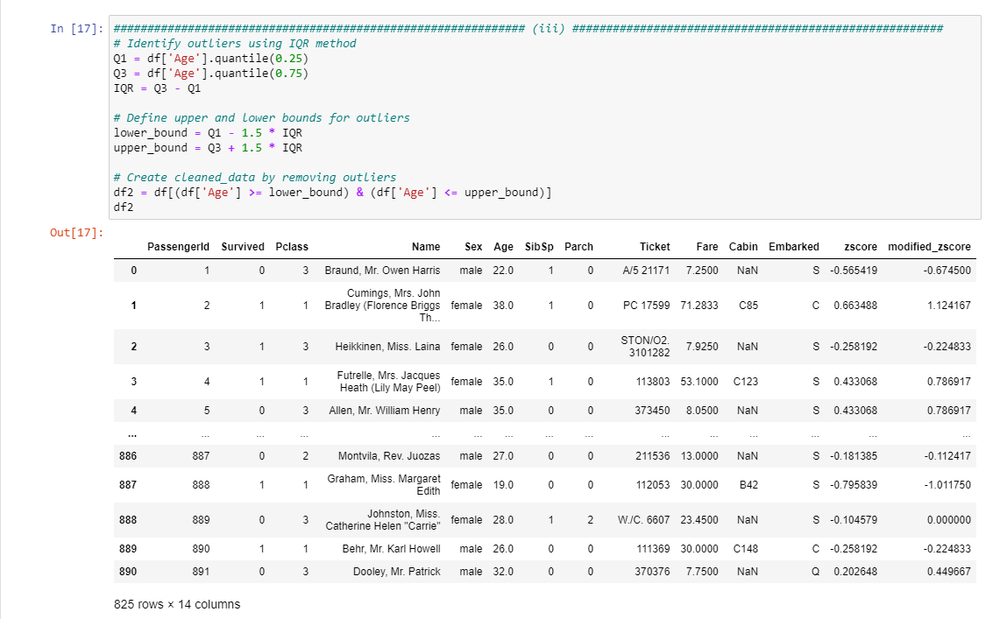 In [17]: ############################################################# (iii) #######################################################
# Identify outliers using IQR method
Q1 = df['Age'].quantile(0.25)
Q3 = df['Age'].quantile(0.75)
IQR = Q3 - Q1
# Define upper and lower bounds for outliers
lower_bound = Q1 - 1.5 * IQR
upper_bound = Q3 + 1.5 * IQR
# Create cleaned_data by removing outliers
df2 = df[(df['Age'] >= lower_bound) & (df['Age'] <= upper_bound)]
df2
Out[17]:
PassengerId Survived Pclass Name Sex Age SibSp Parch Ticket Fare Cabin Embarked zscore modified_zscore
0 1 0 3 Braund, Mr. Owen Harris male 22.0 1 0 A/5 21171 7.2500 NaN S -0.565419 -0.674500
Cumings, Mrs. John
1 2 1 1 Bradley (Florence Briggs female 38.0 1 0 PC 17599 71.2833 C85 C 0.663488 1.124167
Th...
2 3 1 3 Heikkinen, Miss. Laina female 26.0 0 0 STON/O2. 7.9250 NaN S -0.258192 -0.224833
3101282
3 4 1 1 Futrelle, Mrs. Jacques female 35.0 1 0 113803 53.1000 C123 S 0.433068 0.786917
Heath (Lily May Peel)
4 5 0 3 Allen, Mr. William Henry male 35.0 0 0 373450 8.0500 NaN S 0.433068 0.786917
... ... ... ... ... ... ... ... ... ... ... ... ... ... ...
886 887 0 2 Montvila, Rev. Juozas male 27.0 0 0 211536 13.0000 NaN S -0.181385 -0.112417
887 888 1 1 Graham, Miss. Margaret female 19.0 0 0 112053 30.0000 B42 S -0.795839 -1.011750
Edith
888 889 0 3 Johnston, Miss. female 28.0 1 2 W./C. 6607 23.4500 NaN S -0.104579 0.000000
Catherine Helen "Carrie"
889 890 1 1 Behr, Mr. Karl Howell male 26.0 0 0 111369 30.0000 C148 C -0.258192 -0.224833
890 891 0 3 Dooley, Mr. Patrick male 32.0 0 0 370376 7.7500 NaN Q 0.202648 0.449667
825 rows × 14 columns